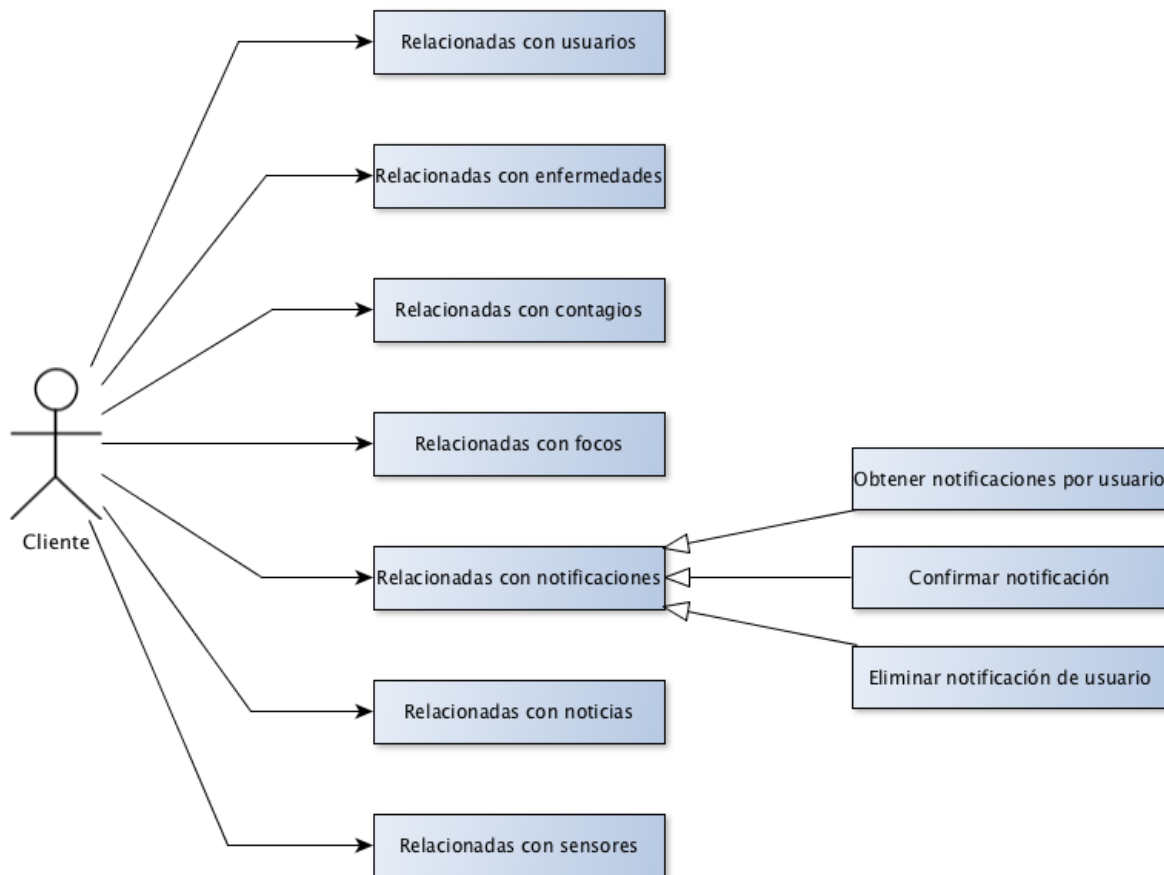 Relacionadas con usuarios
Relacionadas con enfermedades
Relacionadas con contagios
Relacionadas con focos
Cliente
Relacionadas con notificaciones
Obtener notificaciones por usuario
Confirmar notificación
Eliminar notificación de usuario
Relacionadas con noticias
Relacionadas con sensores